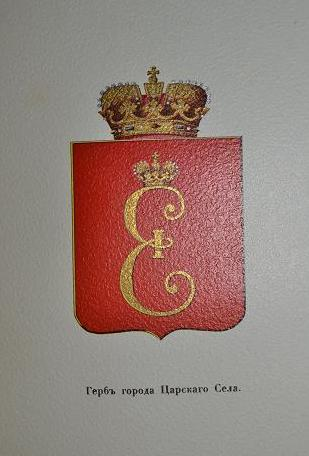 Гербъ города Царскаго Села.